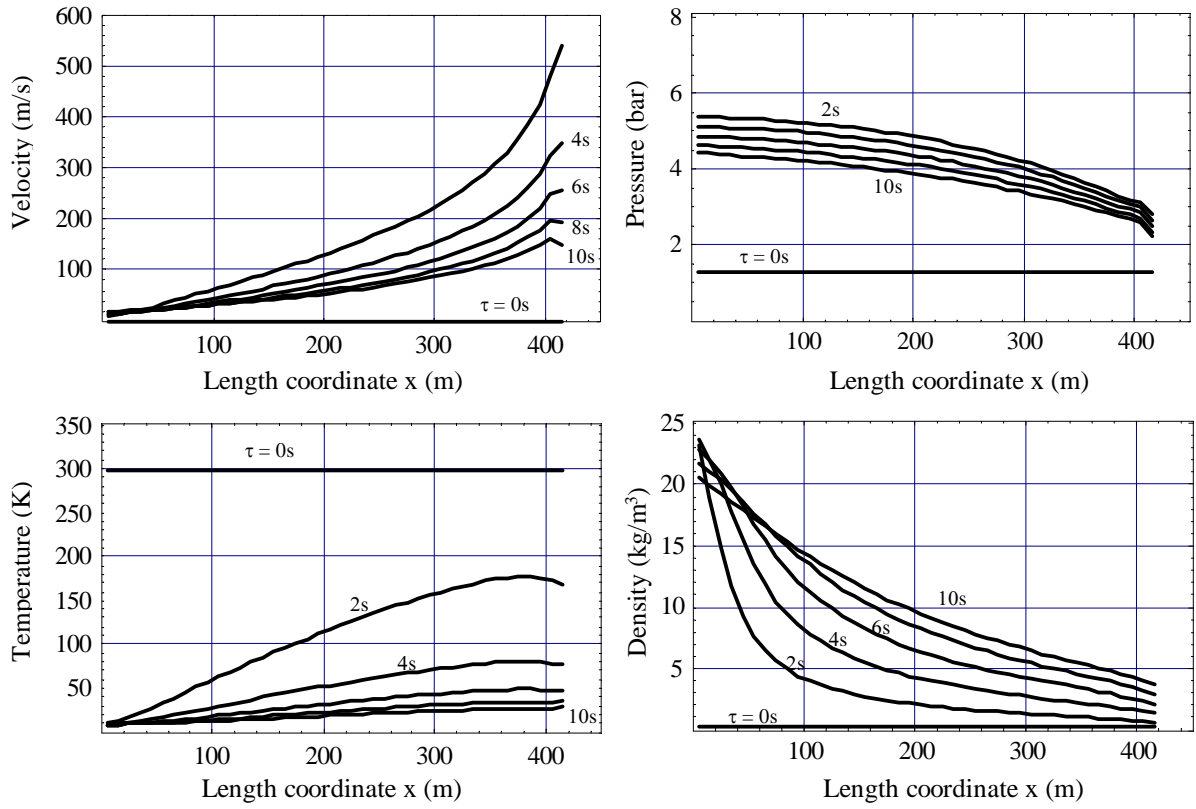 600
500
400
300
200
100
Velocity (m/s)
4s
6s
8s
10s
τ = 0s
100
200
300
400
Length coordinate x (m)
8
6
4
2
Pressure (bar)
2s
10s
τ = 0s
100
200
300
400
Length coordinate x (m)
350
300
250
200
150
100
50
Temperature (K)
τ = 0s
2s
4s
10s
100
200
300
400
Length coordinate x (m)
25
20
15
10
5
Density (kg/m³)
10s
6s
4s
2s
τ = 0s
100
200
300
400
Length coordinate x (m)